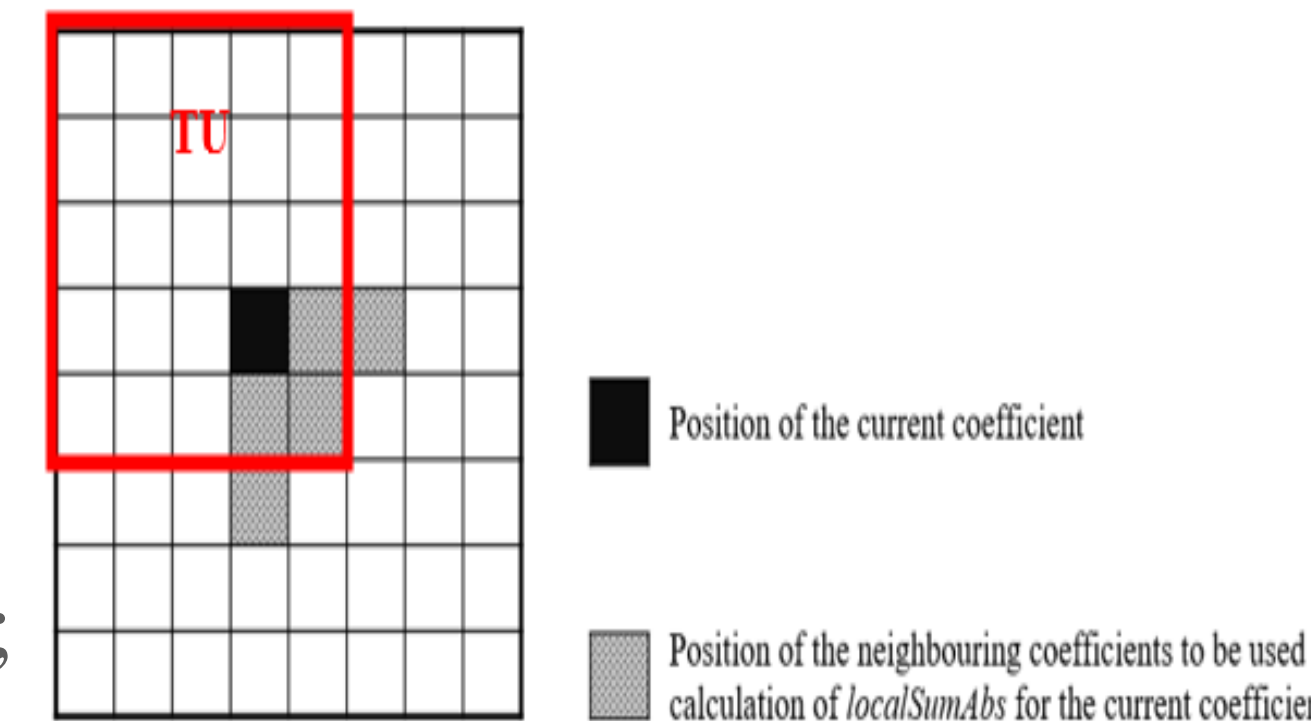 TU
Position of the current coefficient
;
Position of the neighbouring coefficients to be used
calculation of localSumAbs for the current